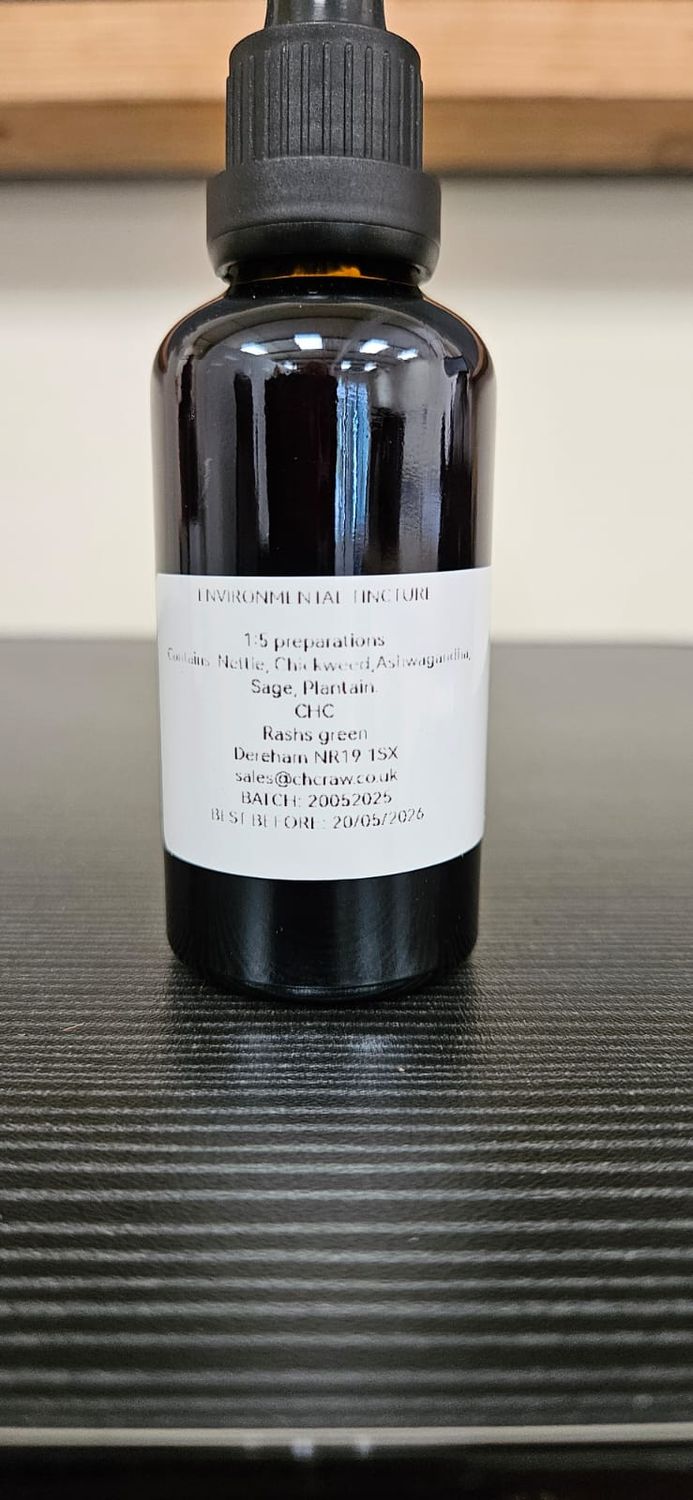 ENVIRONMENTAL TINCTURE
1:5 preparations
Contains: Nettle, Chickweed,Ashwagandha,
Sage, Plantain.
CHC
Rashs green
Dereham NR19 1SX
sales@chcraw.co.uk
BATCH: 20052025
BEST BEFORE: 20/05/2026